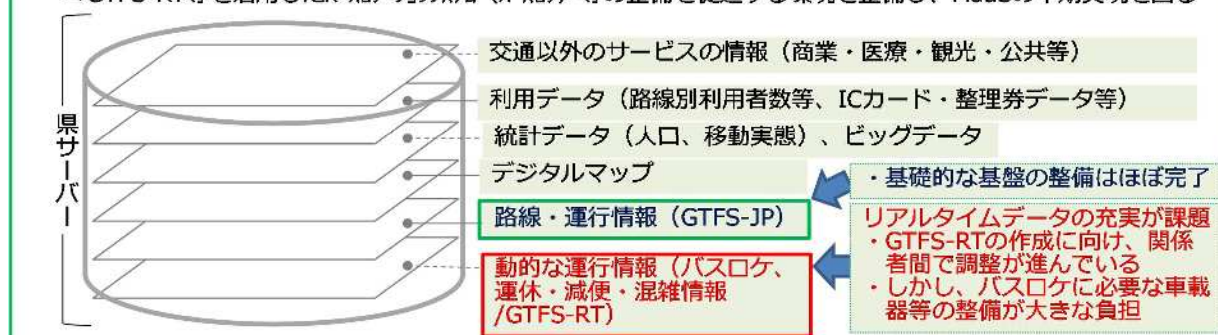 県サーバー
交通以外のサービスの情報（商業・医療・観光・公共等）
利用データ（路線別利用者数等、ICカード・整理券データ等）
統計データ（人口、移動実態）、ビッグデータ
デジタルマップ
・基礎的な基盤の整備はほぼ完了
路線・運行情報（GTFS-JP）
リアルタイムデータの充実が課題
・GTFS-RTの作成に向け、関係
者間で調整が進んでいる
・しかし、バスロケに必要な車載
器等の整備が大きな負担
動的な運行情報（バスロケ、
運休・減便・混雑情報
/GTFS-RT）